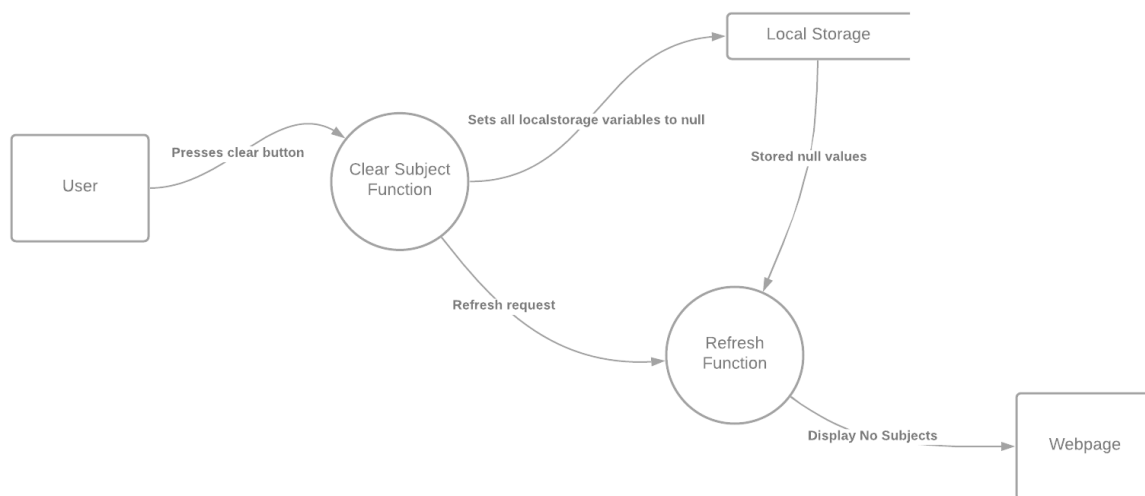 Local Storage
Sets all localstorage variables to null
Presses clear button
Stored null values
Clear Subject
Function
User
Refresh request
Refresh
Function
Display No Subjects
Webpage